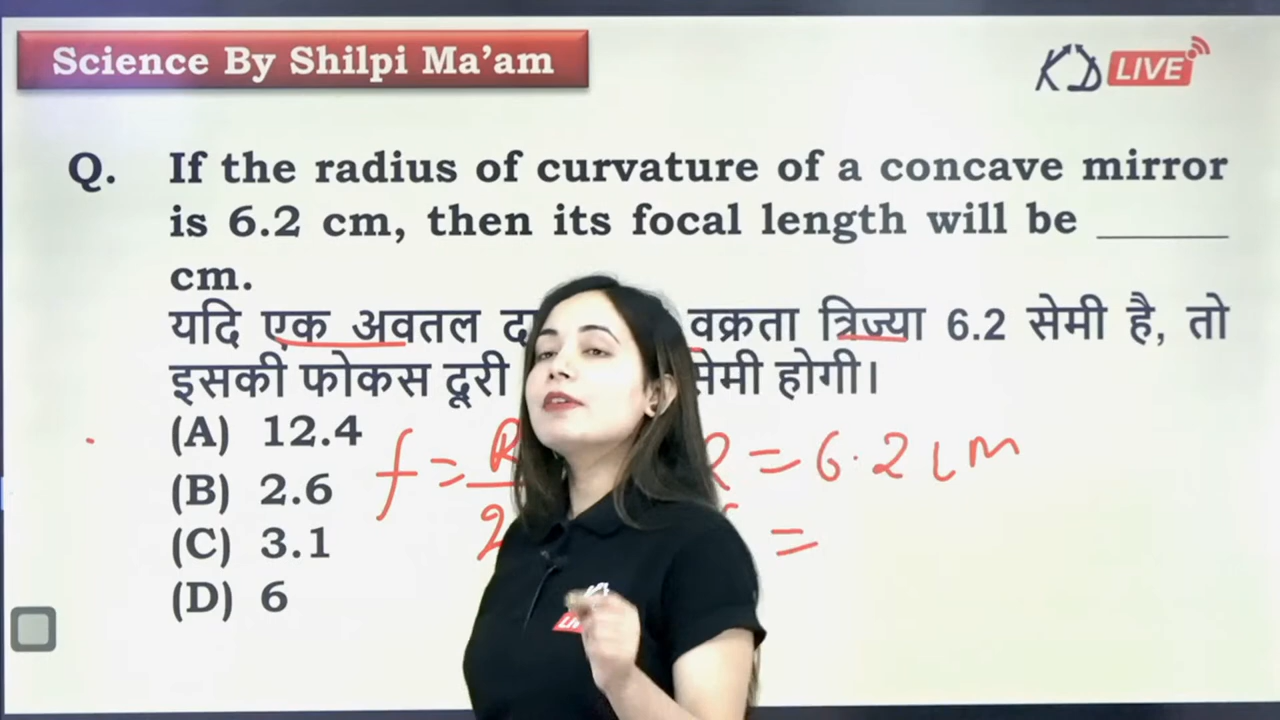 Science By Shilpi Ma’am
KD LIVE
Q. If the radius of curvature of a concave mirror
is 6.2 cm, then its focal length will be ______
cm.
यदि एक अवतल वक्रता त्रिज्या 6.2 सेमी है, तो
इसकी फोकस दूरी सेमी होगी।
(A) 12.4
(B) 2.6
(C) 3.1
(D) 6
f = R
2
R = 6.2 cm
=